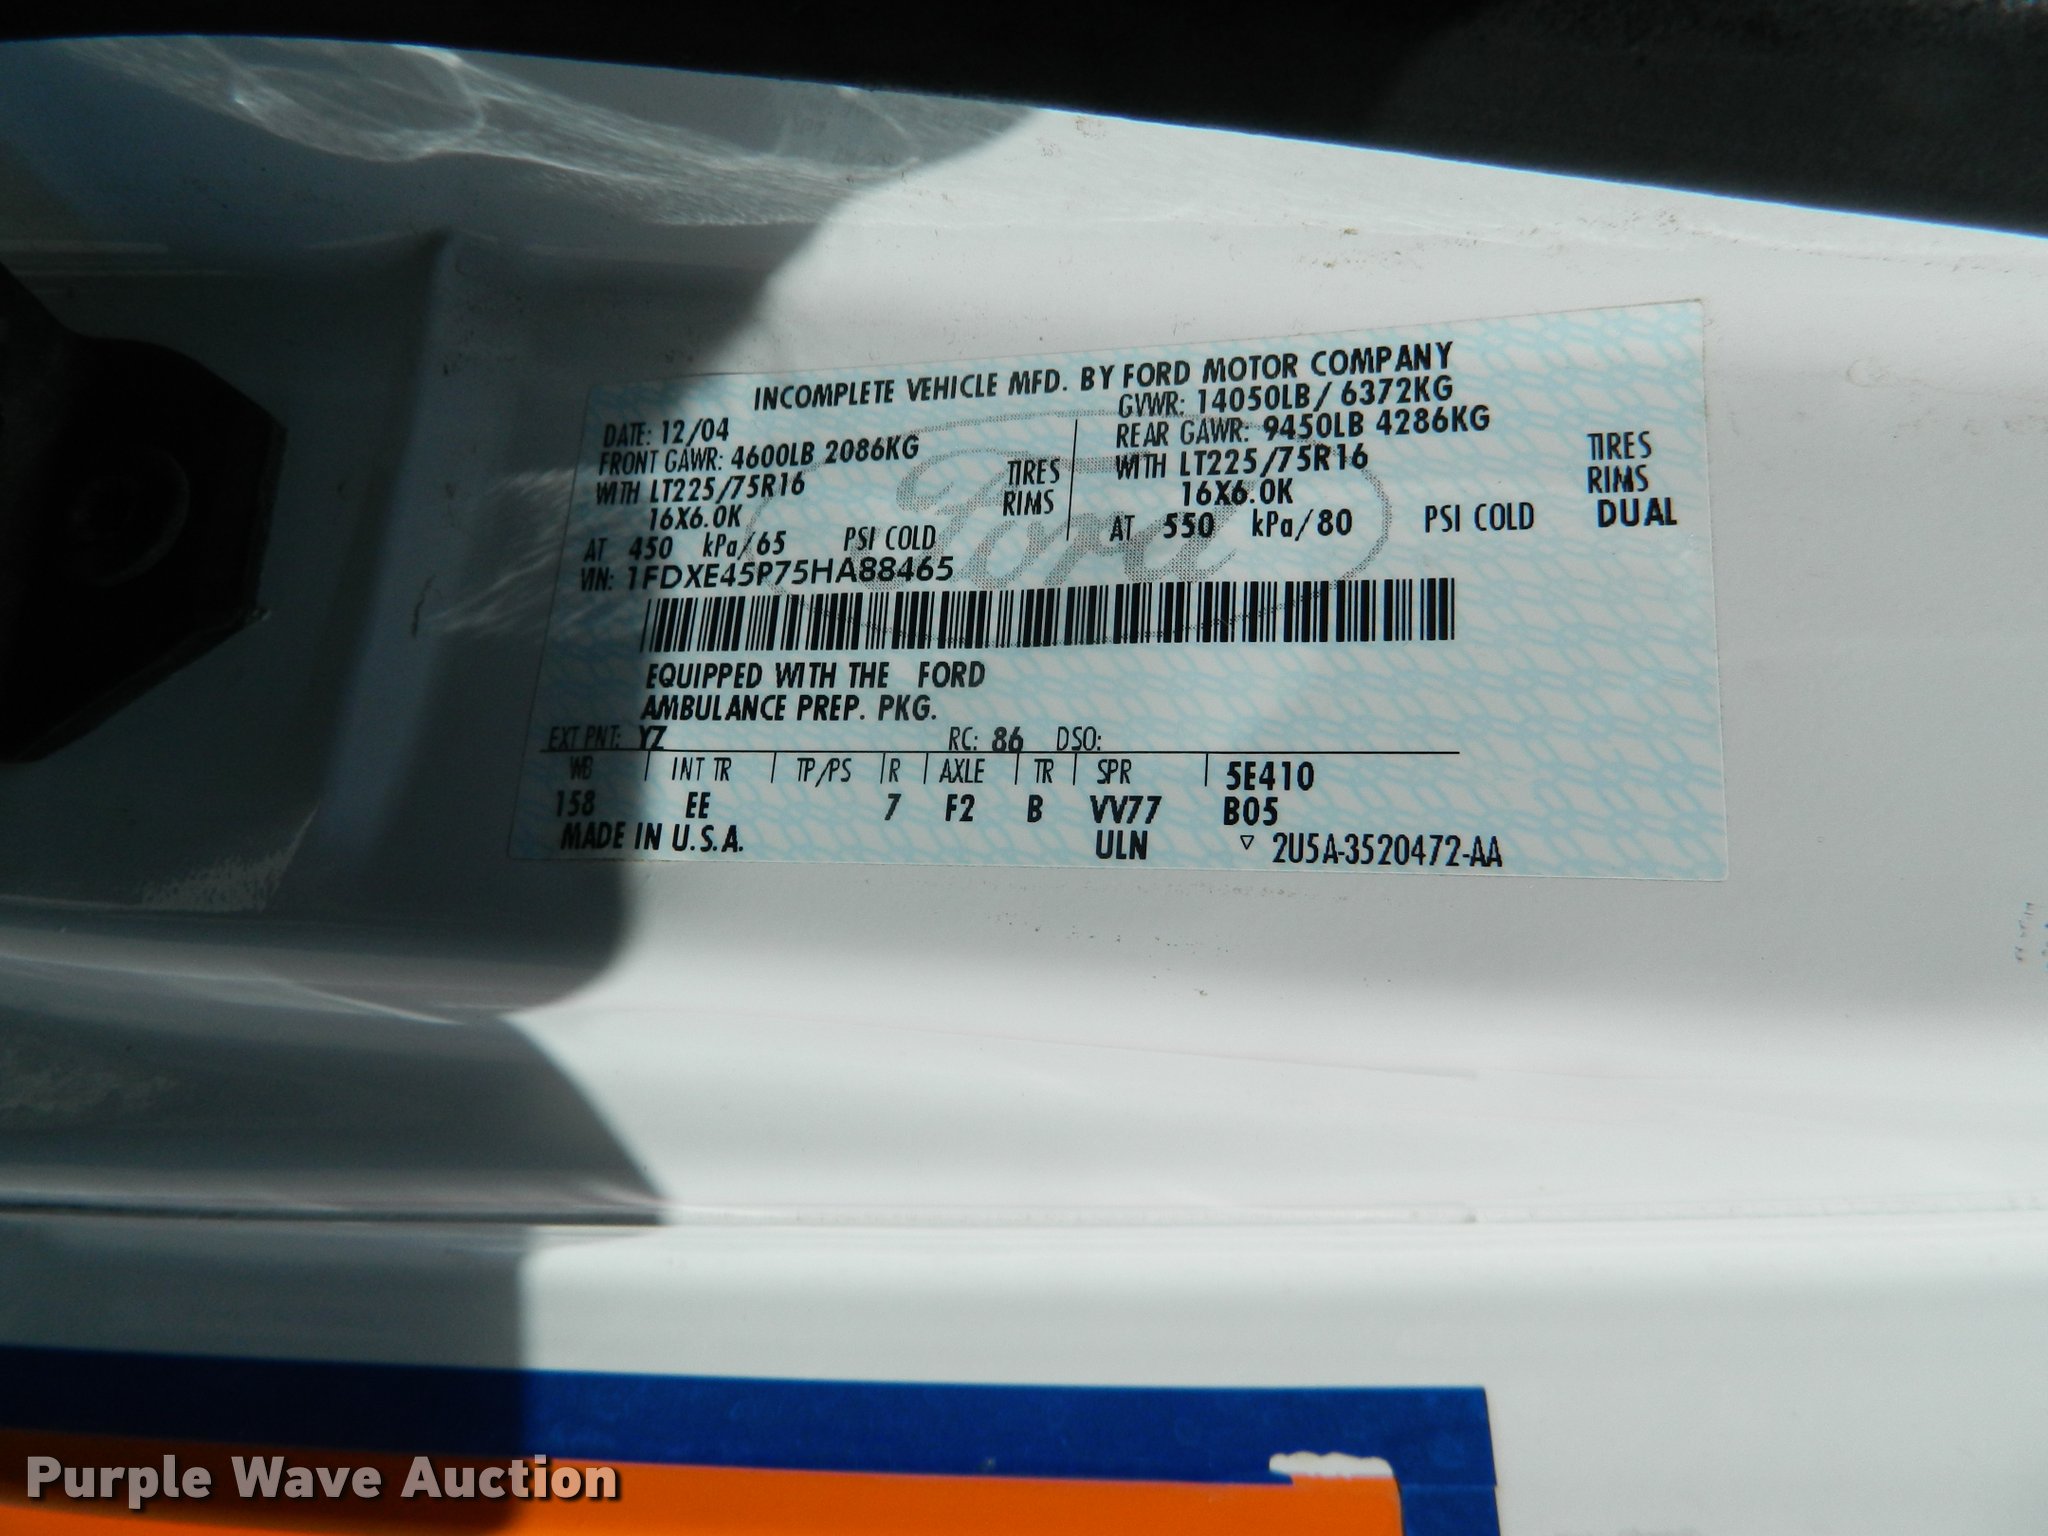 INCOMPLETE VEHICLE MFD. BY FORD MOTOR COMPANY
DATE: 12/04 GVWR: 14050LB / 6372KG
FRONT GAWR: 4600LB 2086KG REAR GAWR: 9450LB 4286KG
WITH LT225/75R16 TIRES WITH LT225/75R16 TIRES
16X6.0K RIMS 16X6.0K RIMS
AT 450 kPa/65 PSI COLD AT 550 kPa/80 PSI COLD DUAL
VIN: 1FDXE45P75HA88465
Ford
EQUIPPED WITH THE FORD
AMBULANCE PREP. PKG.
EXT PNT: YZ RC: 86 DSO:
WB INT TR TP/PS R AXLE TR SPR 5E410
158 EE 7 F2 B VV77 B05
MADE IN U.S.A. ULN ▽ 2U5A-3520472-AA
Purple Wave Auction